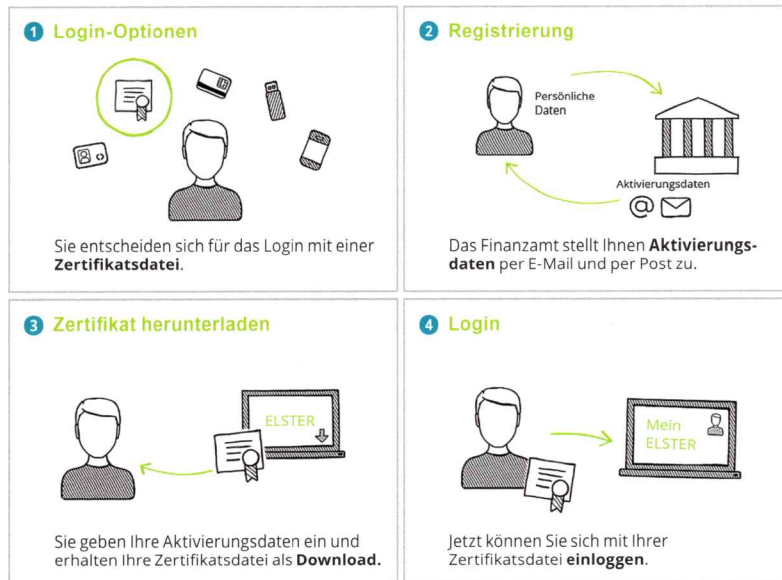 1 Login-Optionen
Sie entscheiden sich für das Login mit einer
Zertifikatsdatei.
2 Registrierung
Persönliche
Daten
Aktivierungsdaten
@
Das Finanzamt stellt Ihnen Aktivierungs-
daten per E-Mail und per Post zu.
3 Zertifikat herunterladen
ELSTER
Sie geben Ihre Aktivierungsdaten ein und
erhalten Ihre Zertifikatsdatei als Download.
4 Login
Mein
ELSTER
Jetzt können Sie sich mit Ihrer
Zertifikatsdatei einloggen.